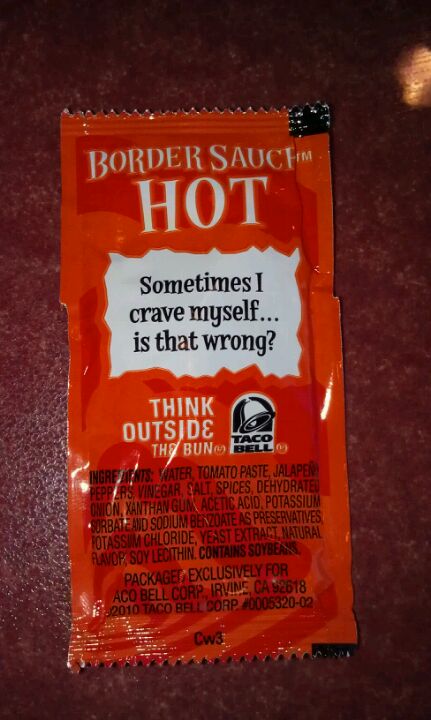 BORDER SAUCE™
HOT
Sometimes I
crave myself...
is that wrong?
THINK
OUTSIDE
THE BUN®
TACO
BELL®
INGREDIENTS: WATER, TOMATO PASTE, JALAPEÑO
PEPPERS, VINEGAR, SALT, SPICES, DEHYDRATED
ONION, XANTHAN GUM, ACETIC ACID, POTASSIUM
SORBATE AND SODIUM BENZOATE AS PRESERVATIVES,
POTASSIUM CHLORIDE, YEAST EXTRACT, NATURAL
FLAVOR, SOY LECITHIN. CONTAINS SOYBEANS.
PACKAGED EXCLUSIVELY FOR
ACO BELL CORP., IRVINE, CA 92618
©2010 TACO BELL CORP. #0005320-02
Cw3